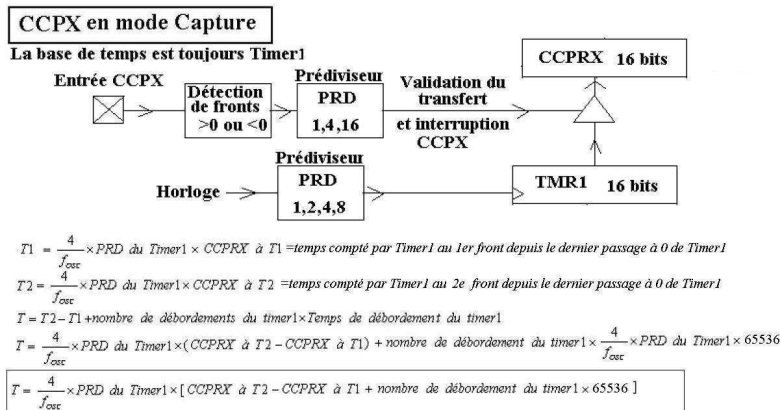 CCPX en mode Capture
La base de temps est toujours Timer1
CCPRX 16 bits
Entrée CCPX
Détection
de fronts
>0 ou <0
Prédiviseur
PRD
1,4,16
Validation du
transfert
et interruption
CCPX
Horloge
Prédiviseur
PRD
1,2,4,8
TMR1 16 bits
T1 = 4/f_osc ×PRD du Timer1 × CCPRX à T1 =temps compté par Timer1 au 1er front depuis le dernier passage à 0 de Timer1
T2 = 4/f_osc ×PRD du Timer1×CCPRX à T2 =temps compté par Timer1 au 2e front depuis le dernier passage à 0 de Timer1
T = T2−T1+nombre de débordements du timer1×Temps de débordement du timer1
T = 4/f_osc ×PRD du Timer1×(CCPRX à T2−CCPRX à T1) + nombre de débordement du timer1× 4/f_osc ×PRD du Timer1×65536
T = 4/f_osc ×PRD du Timer1×[ CCPRX à T2−CCPRX à T1 + nombre de débordement du timer1×65536 ]